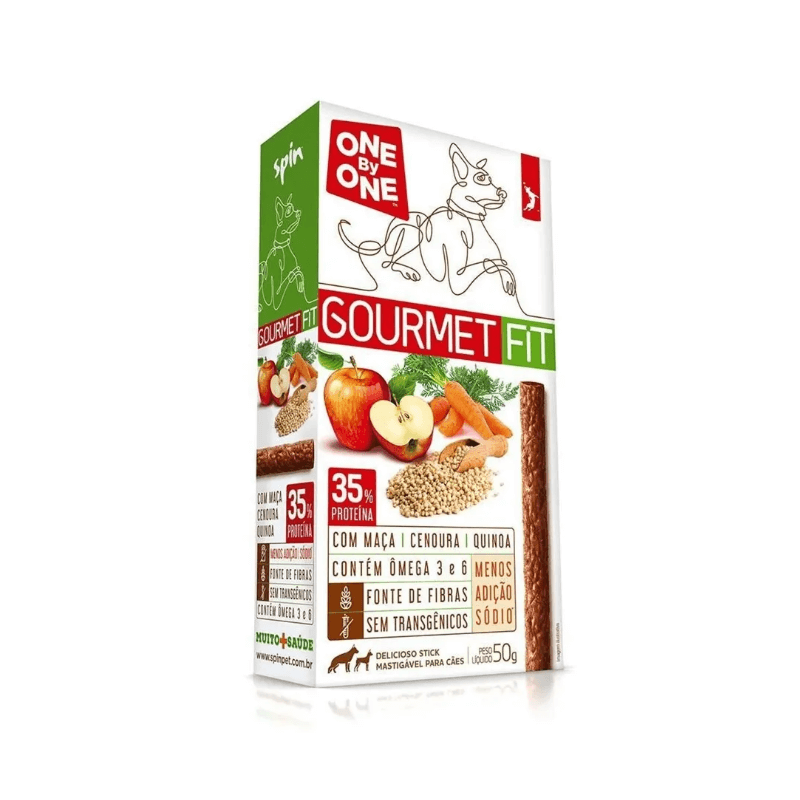 ONE
By
ONE
GOURMET FiT
35%
PROTEÍNA
COM MAÇA | CENOURA | QUINOA
CONTÉM ÔMEGA 3 e 6
FONTE DE FIBRAS
SEM TRANSGÊNICOS
MENOS
ADIÇÃO
SÓDIO
DELICIOSO STICK
MASTIGÁVEL PARA CÃES
PESO
LÍQUIDO 50g
spin
GOURMET FiT
COM MAÇA
CENOURA
QUINOA
35%
PROTEÍNA
MENOS ADIÇÃO | SÓDIO
FONTE DE FIBRAS
SEM TRANSGÊNICOS
CONTÉM ÔMEGA 3 e 6
MUITO+SAÚDE
www.spinpet.com.br